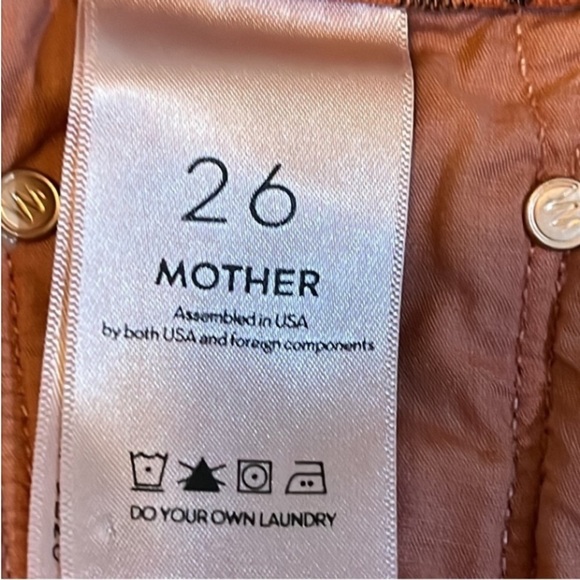 26
MOTHER
Assembled in USA
by both USA and foreign components
DO YOUR OWN LAUNDRY